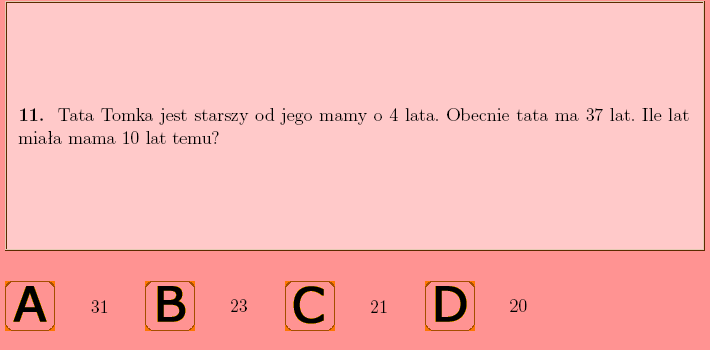 11. Tata Tomka jest starszy od jego mamy o 4 lata. Obecnie tata ma 37 lat. Ile lat
miała mama 10 lat temu?
A 31 B 23 C 21 D 20